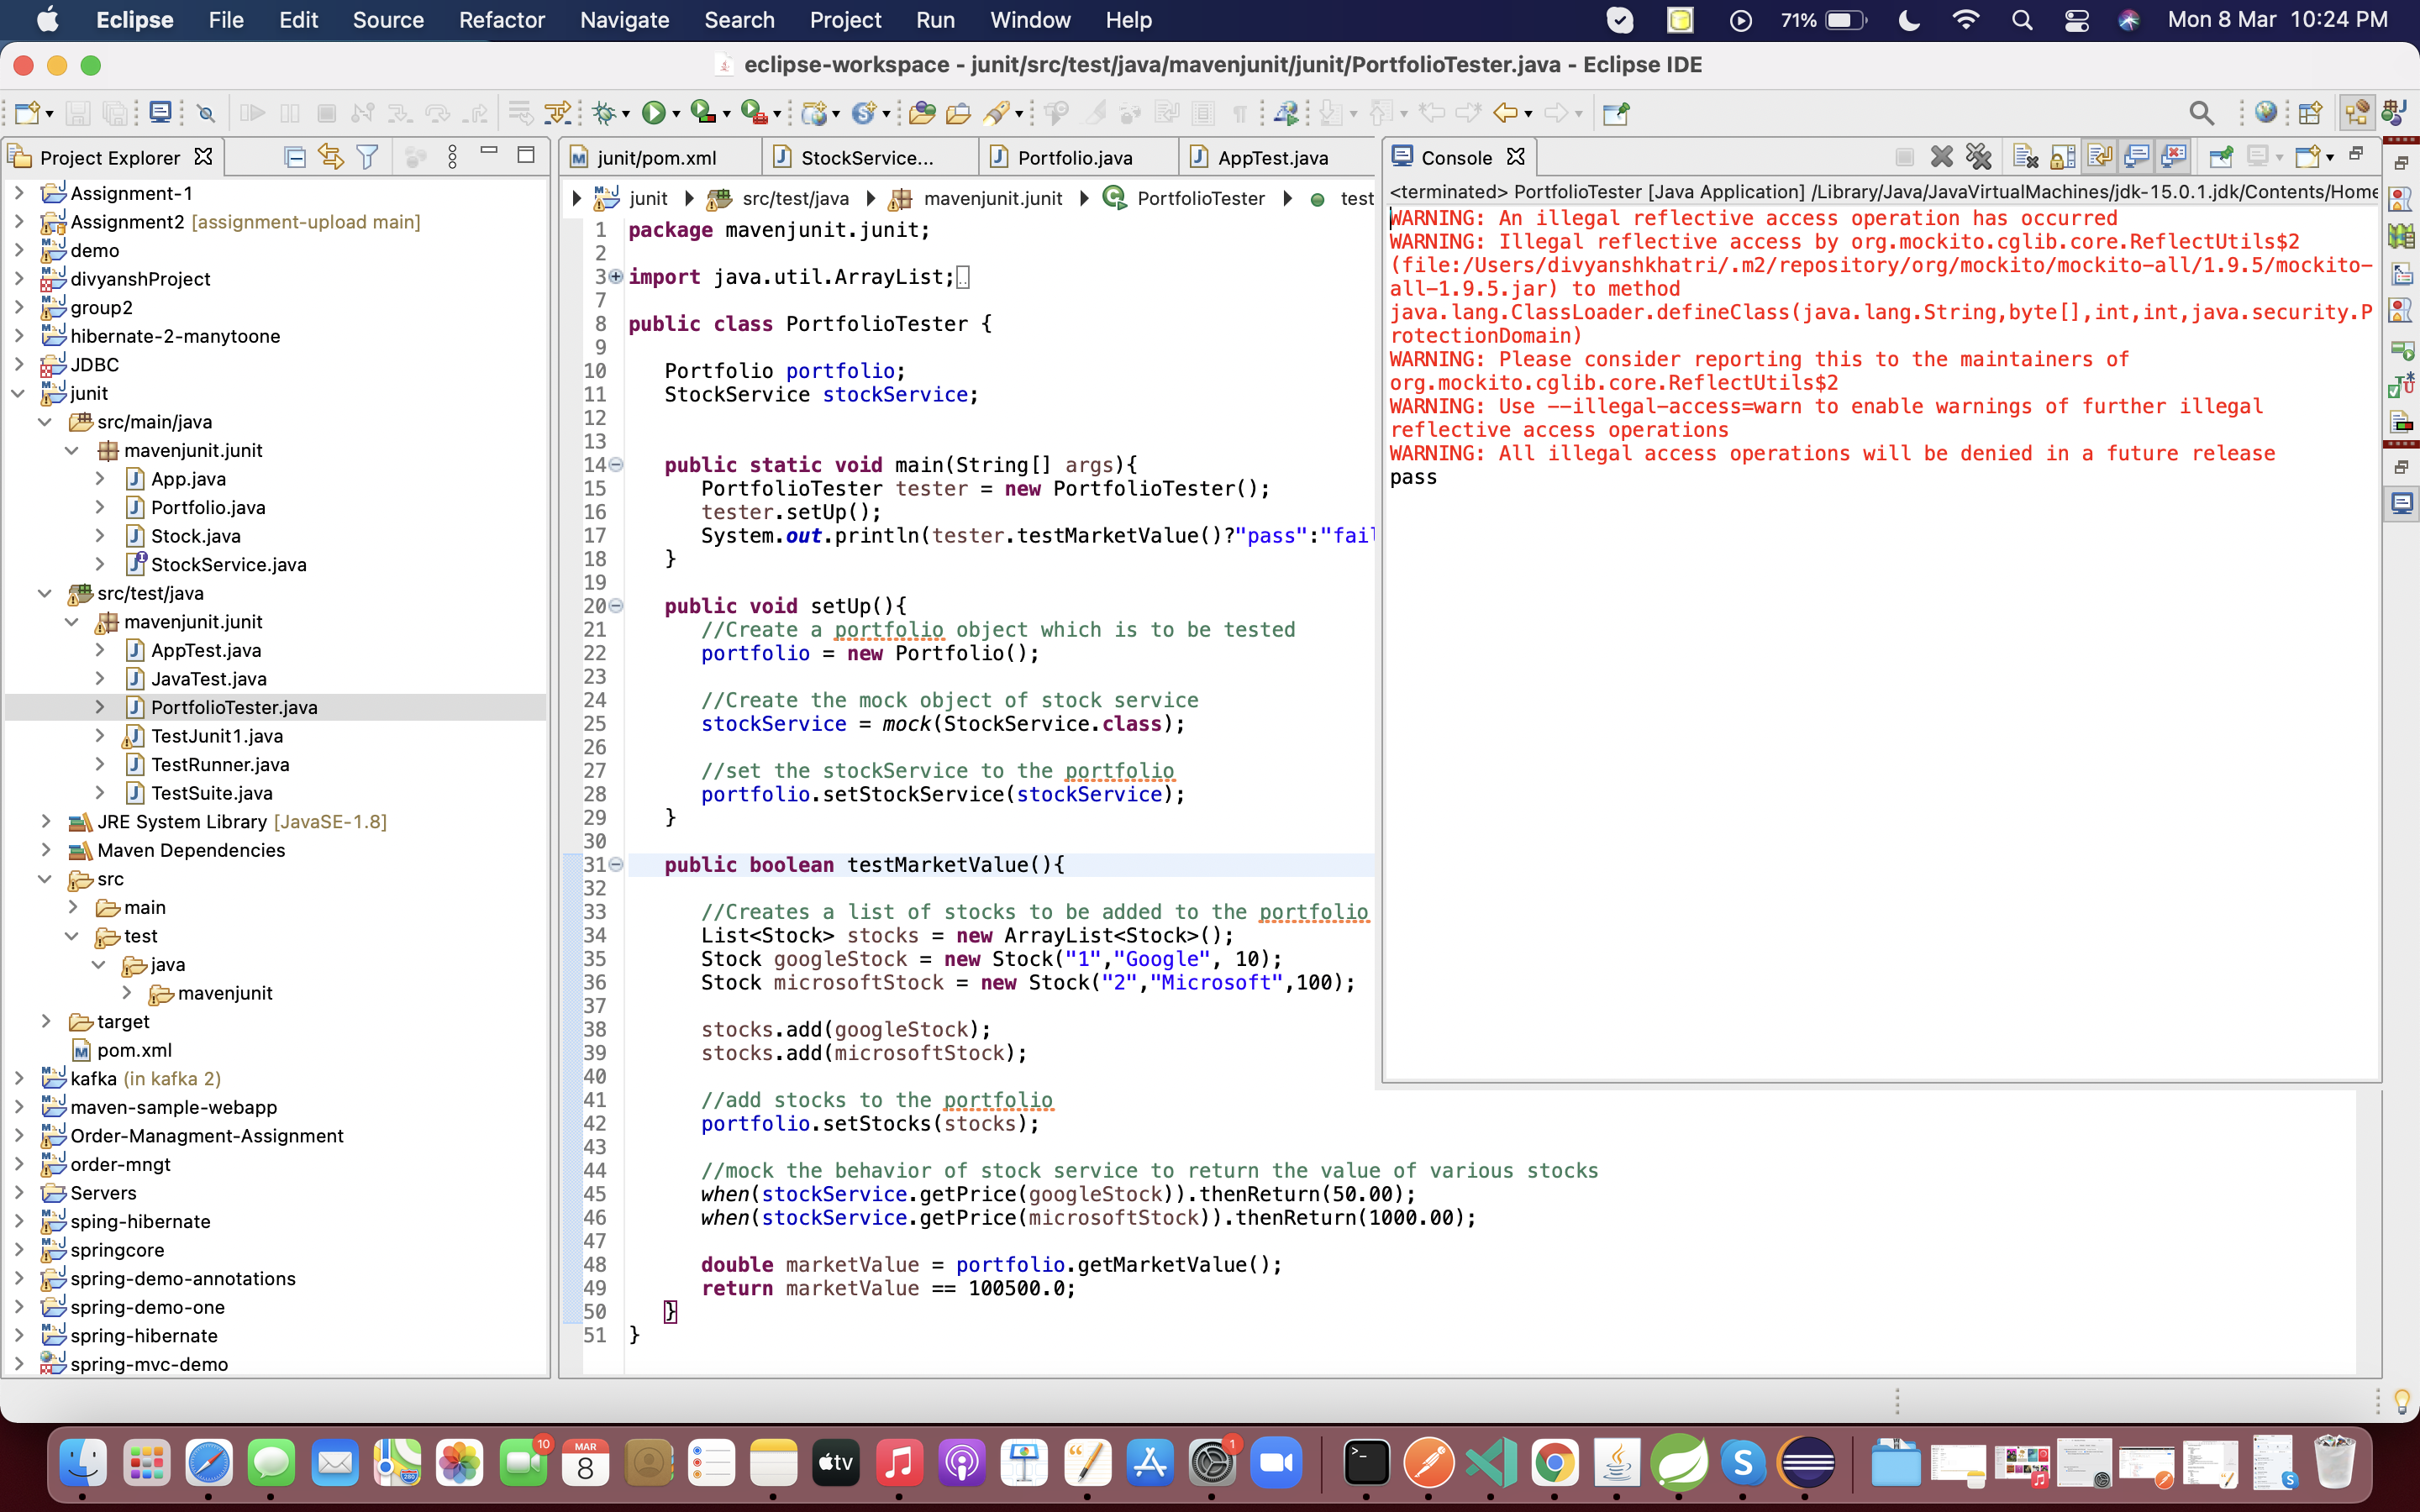 Eclipse File Edit Source Refactor Navigate Search Project Run Window Help 71% Mon 8 Mar 10:24 PM
eclipse-workspace - junit/src/test/java/mavenjunit/junit/PortfolioTester.java - Eclipse IDE
Project Explorer
Assignment-1
Assignment2 [assignment-upload main]
demo
divyanshProject
group2
hibernate-2-manytoone
JDBC
junit
src/main/java
mavenjunit.junit
App.java
Portfolio.java
Stock.java
StockService.java
src/test/java
mavenjunit.junit
AppTest.java
JavaTest.java
PortfolioTester.java
TestJunit1.java
TestRunner.java
TestSuite.java
JRE System Library [JavaSE-1.8]
Maven Dependencies
src
main
test
java
mavenjunit
target
pom.xml
kafka (in kafka 2)
maven-sample-webapp
Order-Managment-Assignment
order-mngt
Servers
sping-hibernate
springcore
spring-demo-annotations
spring-demo-one
spring-hibernate
spring-mvc-demo
junit/pom.xml StockService... Portfolio.java AppTest.java
junit src/test/java mavenjunit.junit PortfolioTester test
1 package mavenjunit.junit;
2
3 import java.util.ArrayList;
7
8 public class PortfolioTester {
9
10 Portfolio portfolio;
11 StockService stockService;
12
13
14 public static void main(String[] args){
15 PortfolioTester tester = new PortfolioTester();
16 tester.setUp();
17 System.out.println(tester.testMarketValue()?"pass":"fail
18 }
19
20 public void setUp(){
21 //Create a portfolio object which is to be tested
22 portfolio = new Portfolio();
23
24 //Create the mock object of stock service
25 stockService = mock(StockService.class);
26
27 //set the stockService to the portfolio
28 portfolio.setStockService(stockService);
29 }
30
31 public boolean testMarketValue(){
32
33 //Creates a list of stocks to be added to the portfolio
34 List<Stock> stocks = new ArrayList<Stock>();
35 Stock googleStock = new Stock("1","Google", 10);
36 Stock microsoftStock = new Stock("2","Microsoft",100);
37
38 stocks.add(googleStock);
39 stocks.add(microsoftStock);
40
41 //add stocks to the portfolio
42 portfolio.setStocks(stocks);
43
44 //mock the behavior of stock service to return the value of various stocks
45 when(stockService.getPrice(googleStock)).thenReturn(50.00);
46 when(stockService.getPrice(microsoftStock)).thenReturn(1000.00);
47
48 double marketValue = portfolio.getMarketValue();
49 return marketValue == 100500.0;
50 }
51 }
Console
<terminated> PortfolioTester [Java Application] /Library/Java/JavaVirtualMachines/jdk-15.0.1.jdk/Contents/Home
WARNING: An illegal reflective access operation has occurred
WARNING: Illegal reflective access by org.mockito.cglib.core.ReflectUtils$2
(file:/Users/divyanshkhatri/.m2/repository/org/mockito/mockito-all/1.9.5/mockito-
all-1.9.5.jar) to method
java.lang.ClassLoader.defineClass(java.lang.String,byte[],int,int,java.security.P
rotectionDomain)
WARNING: Please consider reporting this to the maintainers of
org.mockito.cglib.core.ReflectUtils$2
WARNING: Use --illegal-access=warn to enable warnings of further illegal
reflective access operations
WARNING: All illegal access operations will be denied in a future release
pass
10
MAR
8
tv
1